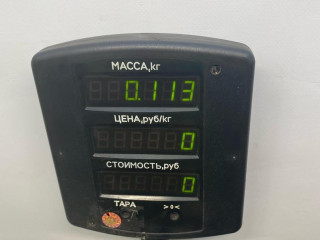 МАССА,кг
0.113
ЦЕНА,руб/кг
0
СТОИМОСТЬ,руб
0
ТАРА >0<